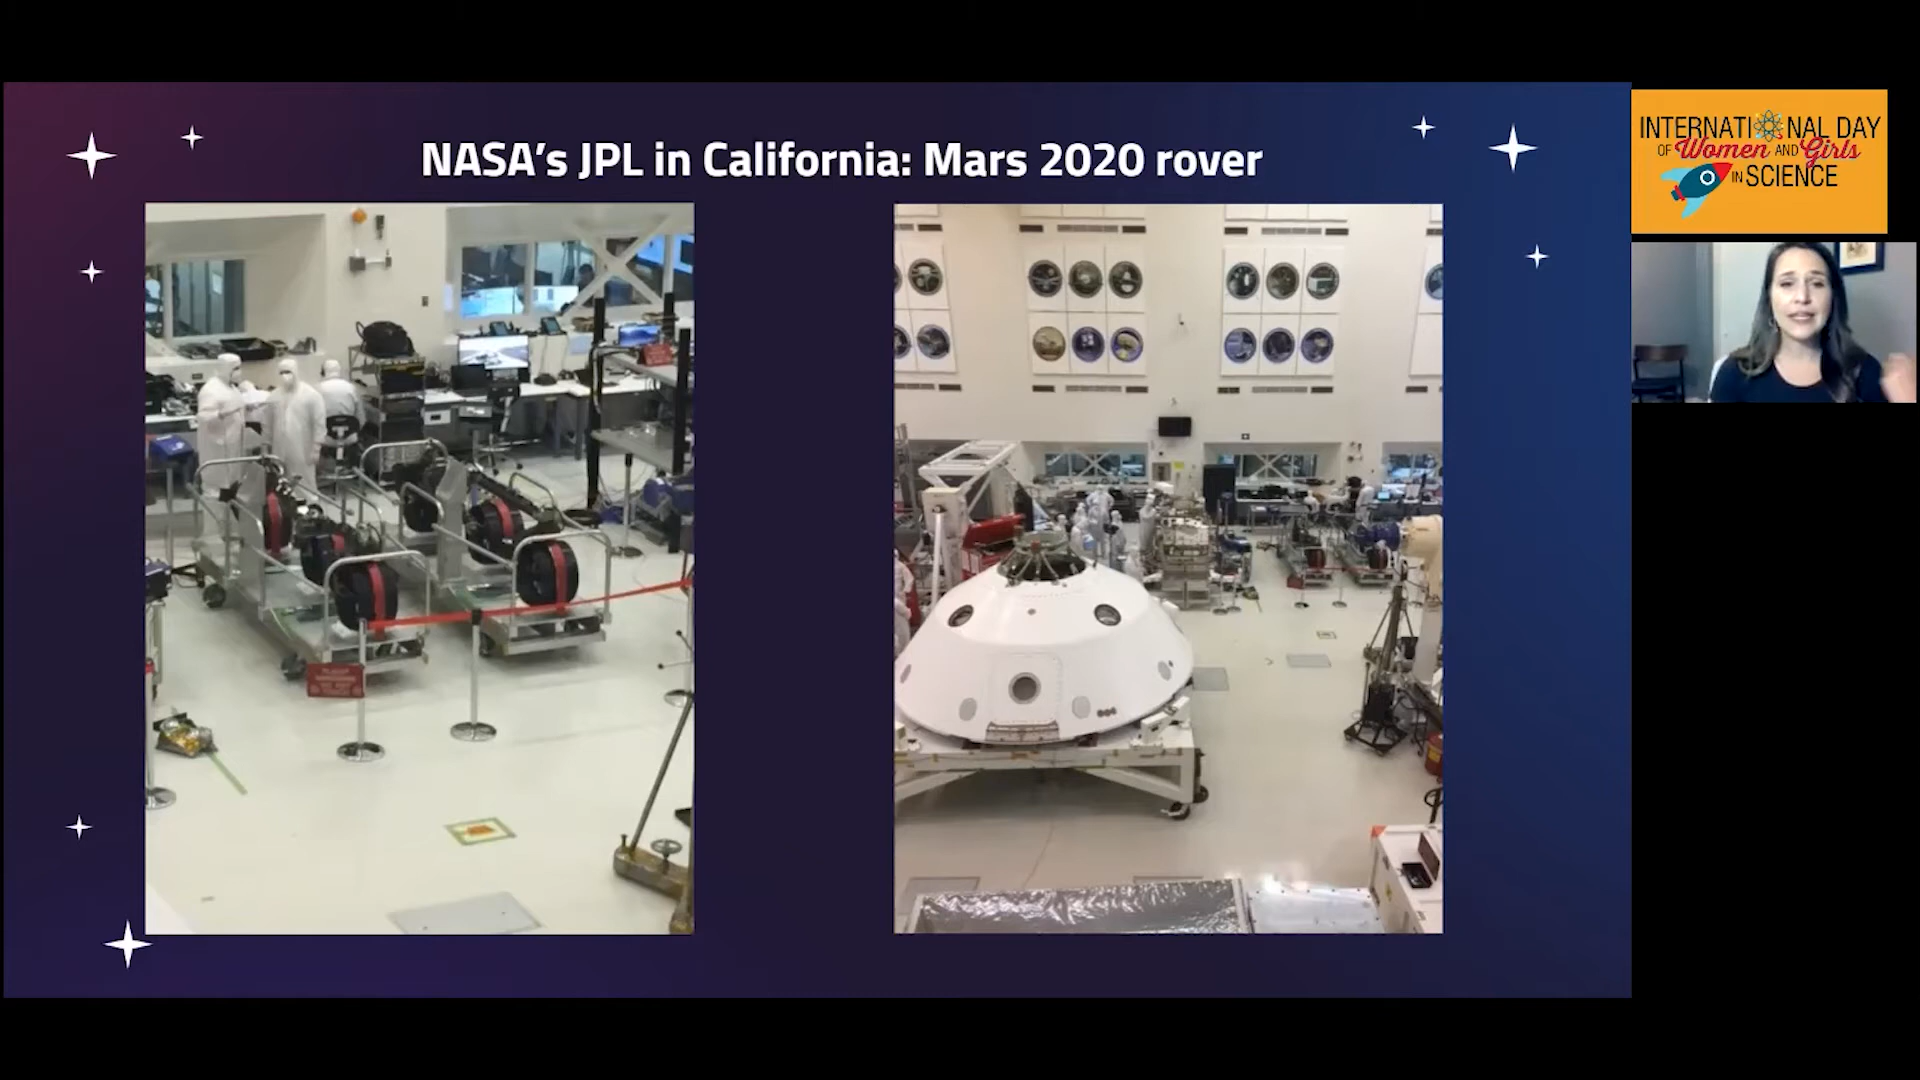 NASA's JPL in California: Mars 2020 rover
INTERNATIONAL DAY
OF Women AND Girls
IN SCIENCE